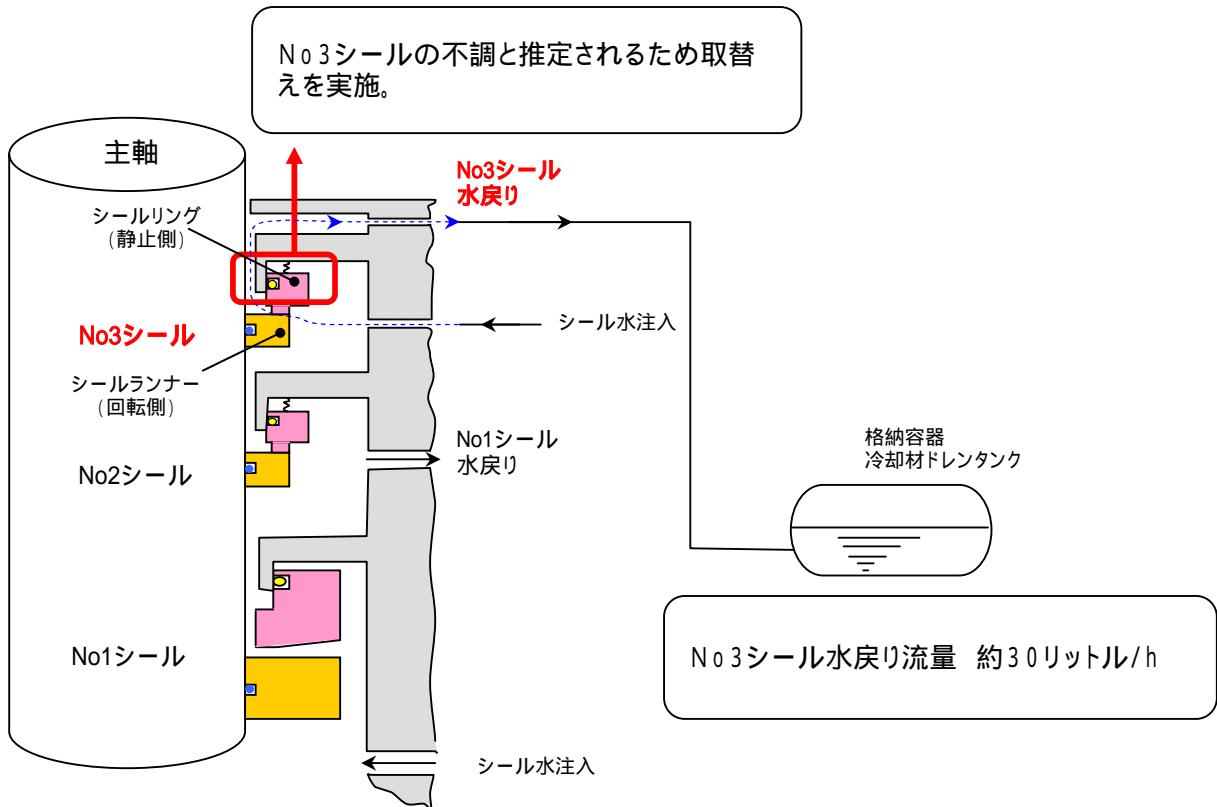 No3シールの不調と推定されるため取替
えを実施。
主軸
No3シール
水戻り
シールリング
(静止側)
No3シール
シール水注入
シールランナー
(回転側)
No1シール
水戻り
格納容器
冷却材ドレンタンク
No2シール
No1シール
No3シール水戻り流量 約30リットル/h
シール水注入